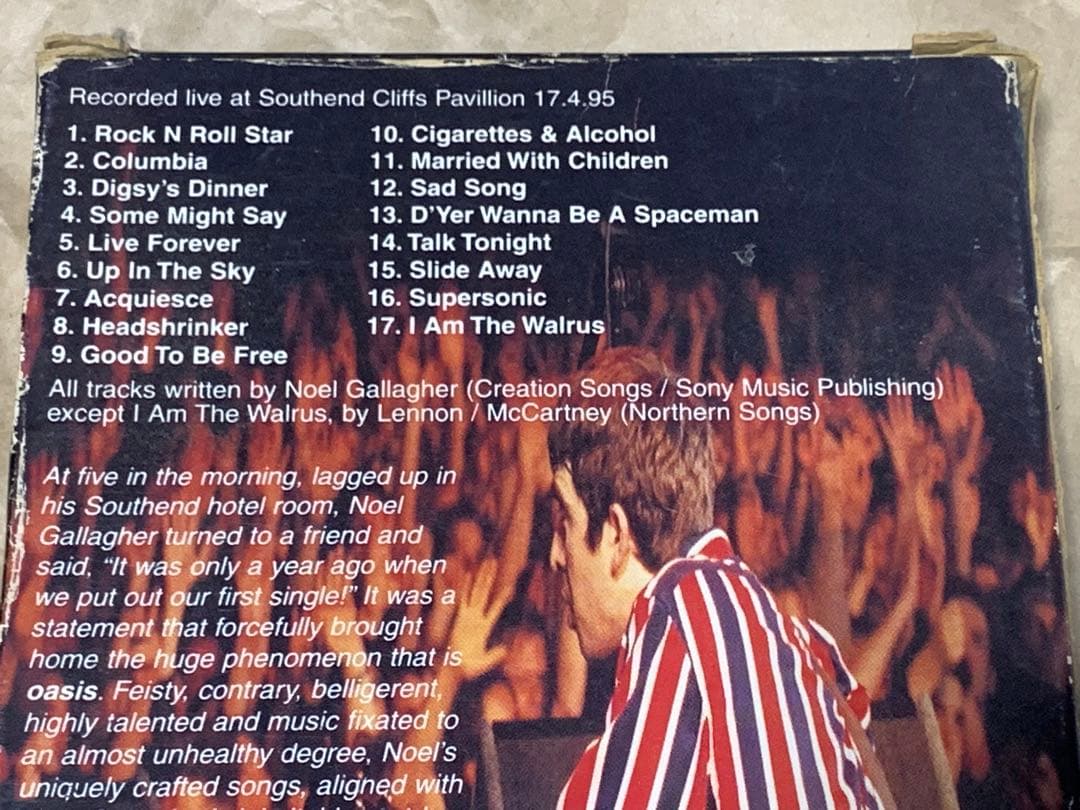 Recorded live at Southend Cliffs Pavillion 17.4.95
1. Rock N Roll Star
2. Columbia
3. Digsy's Dinner
4. Some Might Say
5. Live Forever
6. Up In The Sky
7. Acquiesce
8. Headshrinker
9. Good To Be Free
10. Cigarettes & Alcohol
11. Married With Children
12. Sad Song
13. D'Yer Wanna Be A Spaceman
14. Talk Tonight
15. Slide Away
16. Supersonic
17. I Am The Walrus
All tracks written by Noel Gallagher (Creation Songs / Sony Music Publishing)
except I Am The Walrus, by Lennon / McCartney (Northern Songs)
At five in the morning, lagged up in
his Southend hotel room, Noel
Gallagher turned to a friend and
said, "It was only a year ago when
we put out our first single!" It was a
statement that forcefully brought
home the huge phenomenon that is
oasis. Feisty, contrary, belligerent,
highly talented and music fixated to
an almost unhealthy degree, Noel's
uniquely crafted songs, aligned with